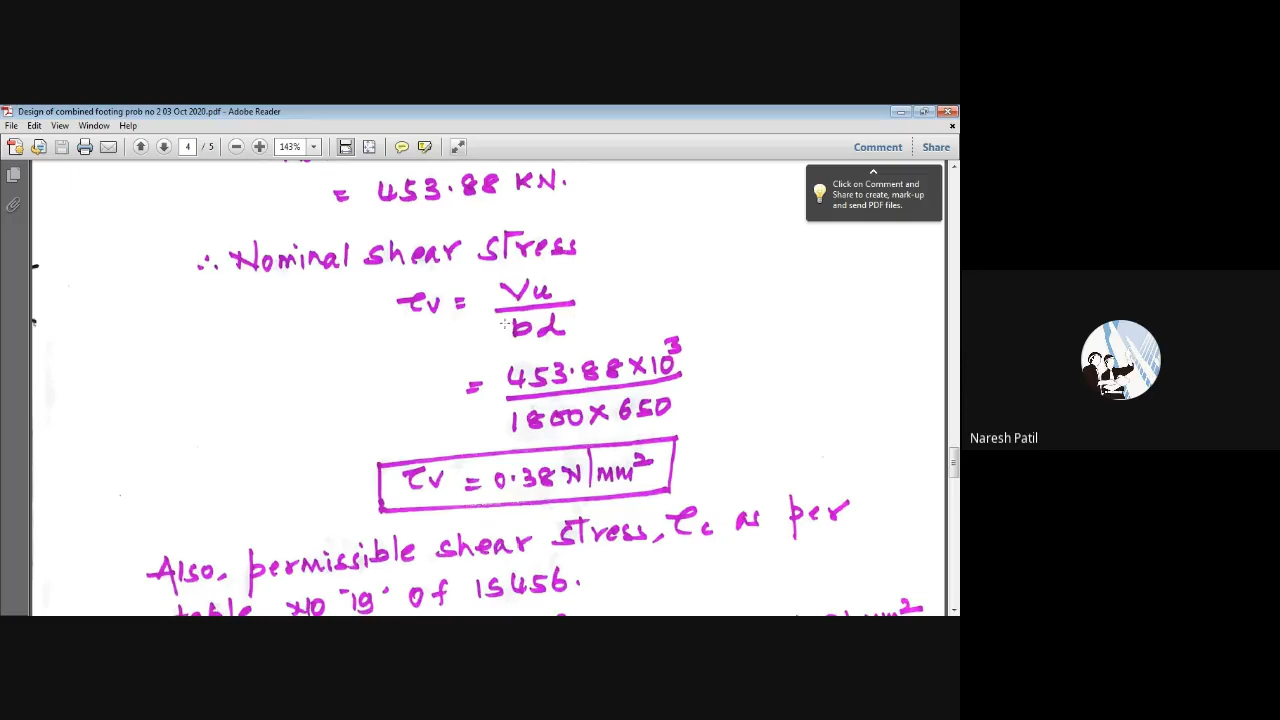 Design of combined footing prob no 2 03 Oct 2020.pdf - Adobe Reader
File Edit View Window Help
4 / 5 143% Comment Share
Click on Comment and
Share to create, mark-up
and send PDF files.
= 453.88 KN.
∴ Nominal shear stress
τv = Vu
bd
= 453.88×10³
1800×650
τv = 0.38 N/mm²
Also, permissible shear stress, τc as per
table No "19" of IS456.
Naresh Patil